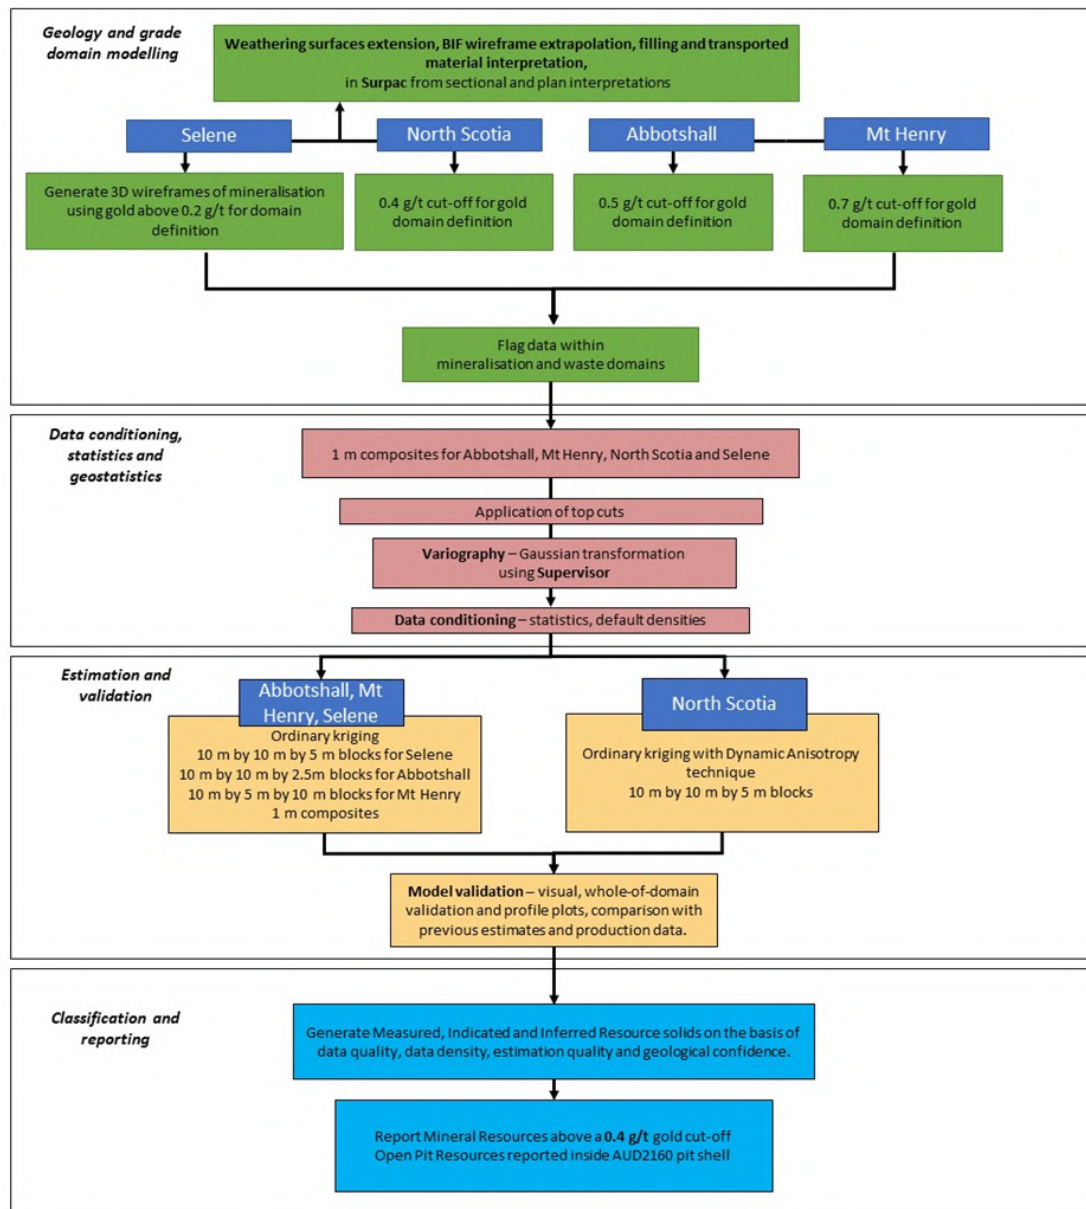 Geology and grade
domain modelling
Weathering surfaces extension, BIF wireframe extrapolation, filling and transported
material interpretation,
in Surpac from sectional and plan interpretations
Selene
North Scotia
Abbotshall
Mt Henry
Generate 3D wireframes of mineralisation
using gold above 0.2 g/t for domain
definition
0.4 g/t cut-off for gold
domain definition
0.5 g/t cut-off for gold
domain definition
0.7 g/t cut-off for gold
domain definition
Flag data within
mineralisation and waste domains
Data conditioning,
statistics and
geostatistics
1 m composites for Abbotshall, Mt Henry, North Scotia and Selene
Application of top cuts
Variography – Gaussian transformation
using Supervisor
Data conditioning – statistics, default densities
Estimation and
validation
Abbotshall, Mt
Henry, Selene
Ordinary kriging
10 m by 10 m by 5 m blocks for Selene
10 m by 10 m by 2.5m blocks for Abbotshall
10 m by 5 m by 10 m blocks for Mt Henry
1 m composites
North Scotia
Ordinary kriging with Dynamic Anisotropy
technique
10 m by 10 m by 5 m blocks
Model validation – visual, whole-of-domain
validation and profile plots, comparison with
previous estimates and production data.
Classification and
reporting
Generate Measured, Indicated and Inferred Resource solids on the basis of
data quality, data density, estimation quality and geological confidence.
Report Mineral Resources above a 0.4 g/t gold cut-off
Open Pit Resources reported inside AUD2160 pit shell